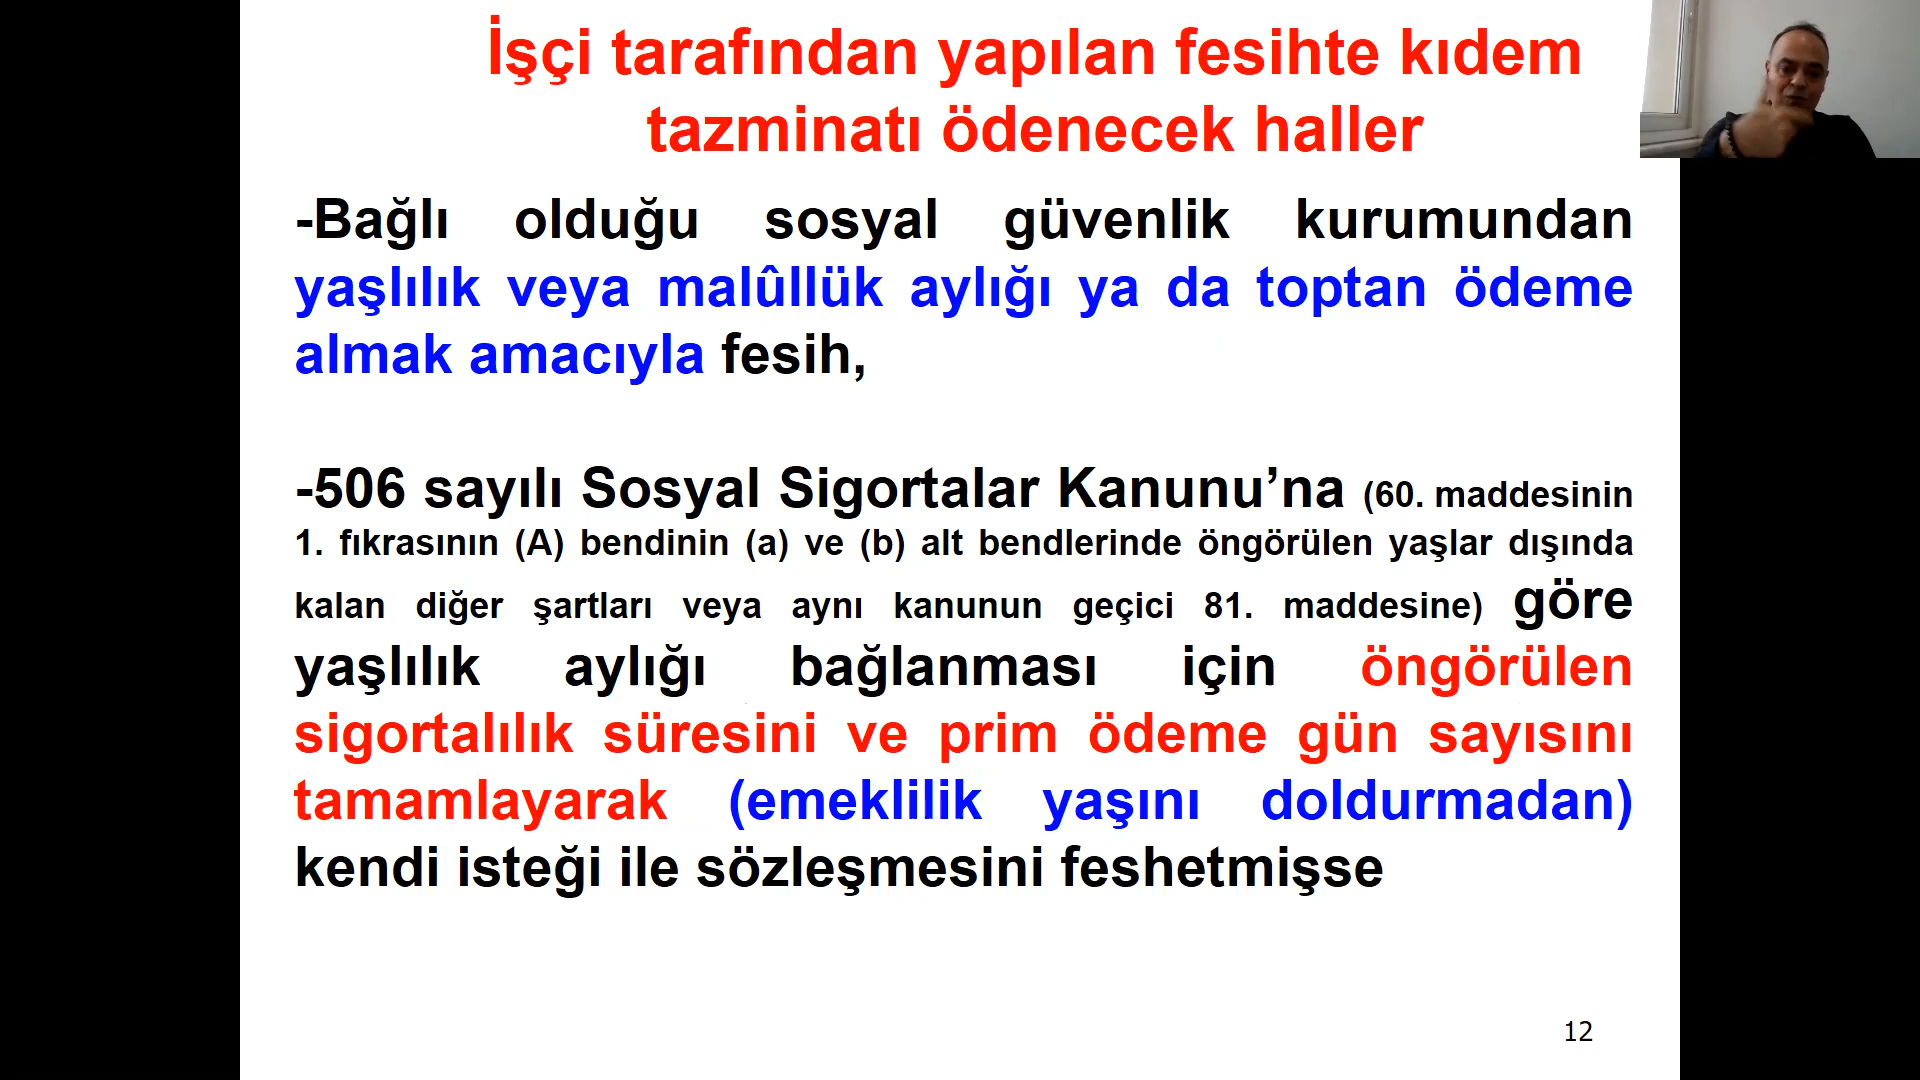 İşçi tarafından yapılan fesihte kıdem
tazminatı ödenecek haller
-Bağlı olduğu sosyal güvenlik kurumundan
yaşlılık veya malûllük aylığı ya da toptan ödeme
almak amacıyla fesih,
-506 sayılı Sosyal Sigortalar Kanunu’na (60. maddesinin
1. fıkrasının (A) bendinin (a) ve (b) alt bendlerinde öngörülen yaşlar dışında
kalan diğer şartları veya aynı kanunun geçici 81. maddesine) göre
yaşlılık aylığı bağlanması için öngörülen
sigortalılık süresini ve prim ödeme gün sayısını
tamamlayarak (emeklilik yaşını doldurmadan)
kendi isteği ile sözleşmesini feshetmişse
12